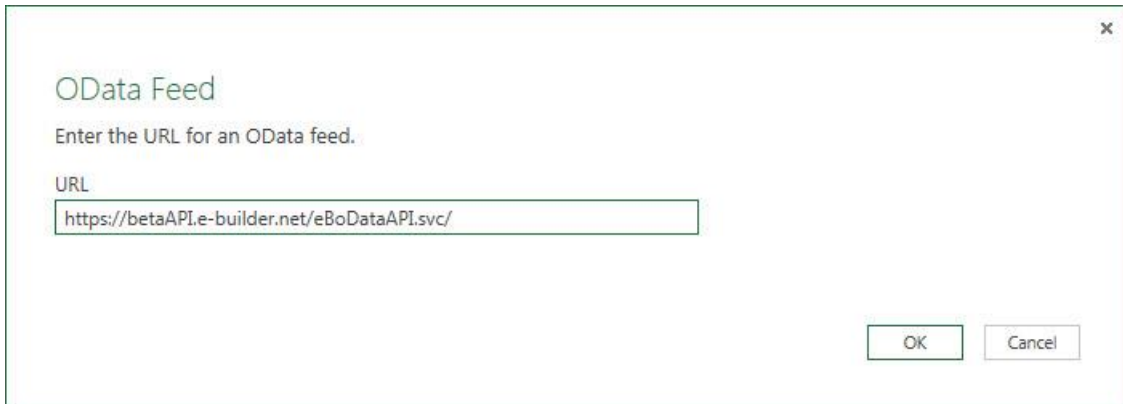 OData Feed
Enter the URL for an OData feed.
URL
https://betaAPI.e-builder.net/eBoDataAPI.svc/
OK Cancel